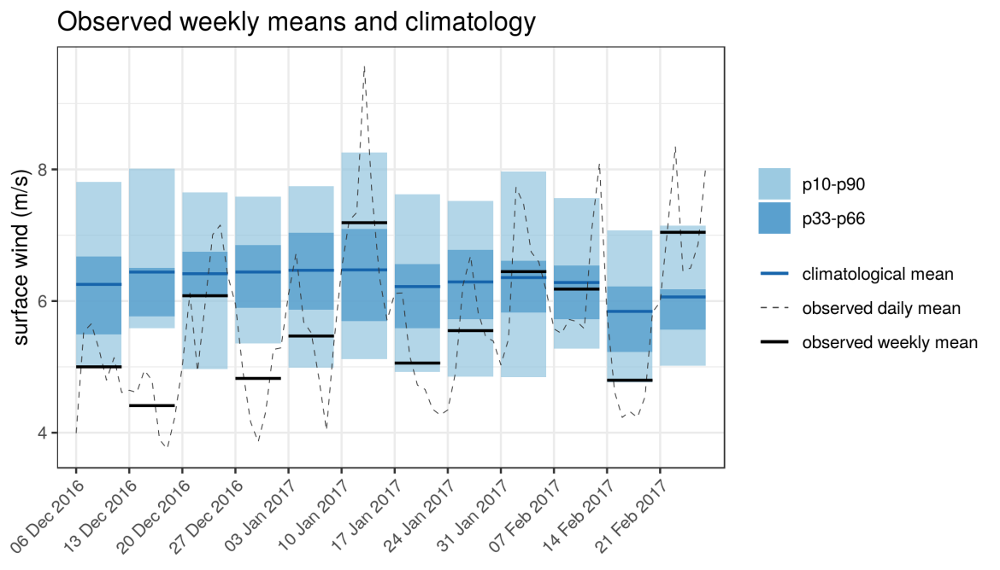 Observed weekly means and climatology
surface wind (m/s)
8
6
4
06 Dec 2016
13 Dec 2016
20 Dec 2016
27 Dec 2016
03 Jan 2017
10 Jan 2017
17 Jan 2017
24 Jan 2017
31 Jan 2017
07 Feb 2017
14 Feb 2017
21 Feb 2017
p10-p90
p33-p66
climatological mean
observed daily mean
observed weekly mean